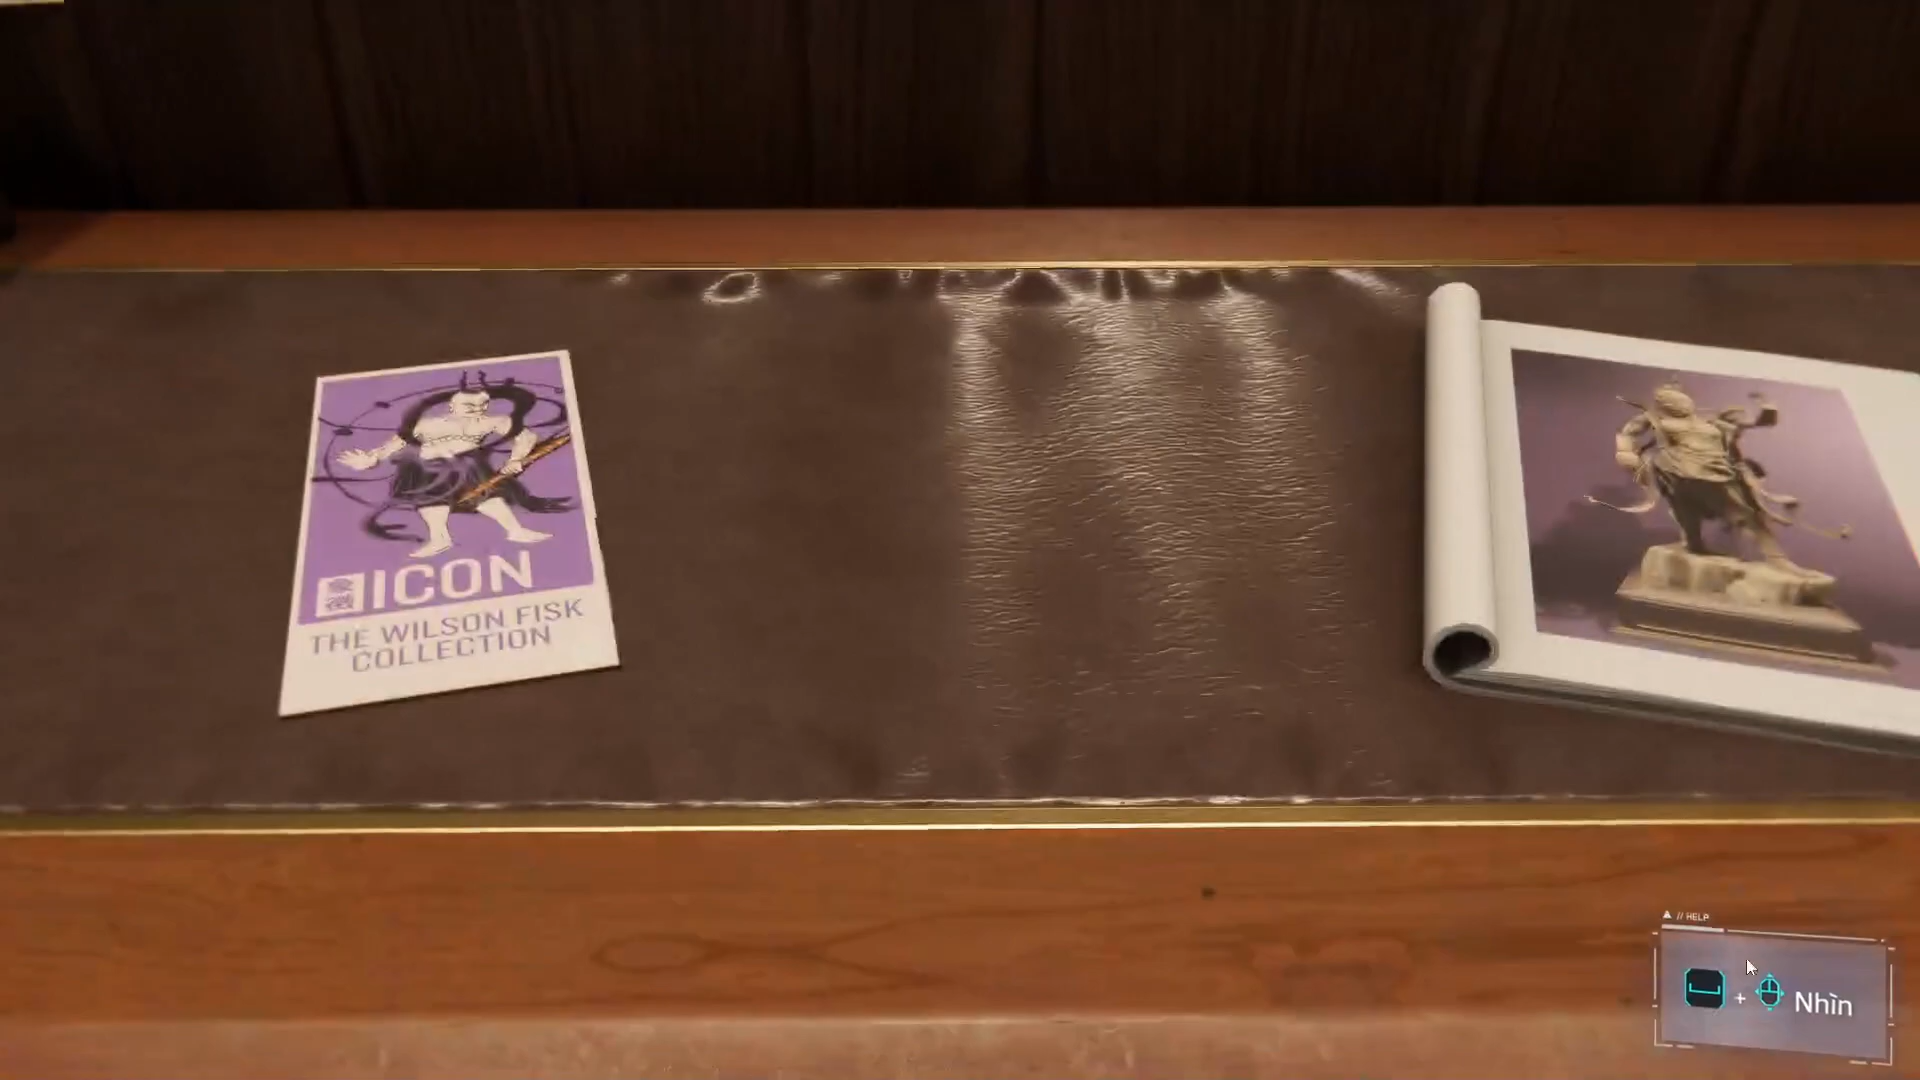 ICON
THE WILSON FISK
COLLECTION
// HELP
+ Nhìn